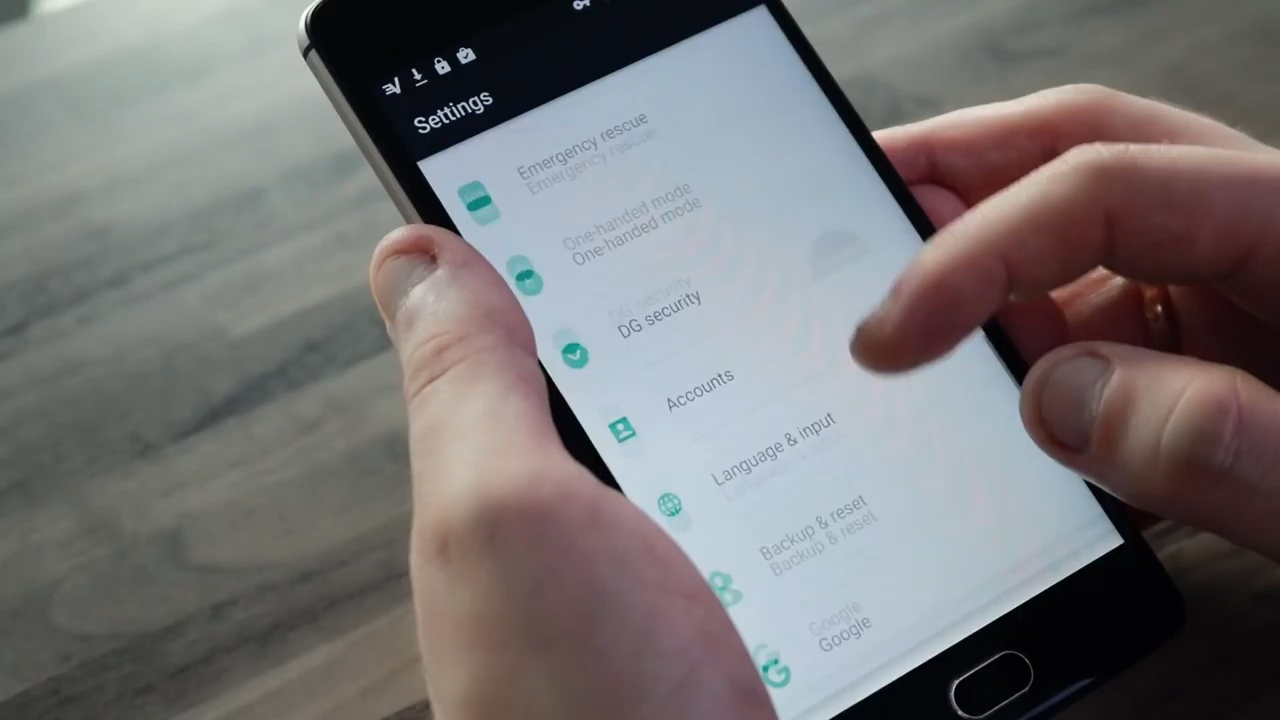 Settings
Emergency rescue
One-handed mode
DG security
Accounts
Language & input
Backup & reset
Google